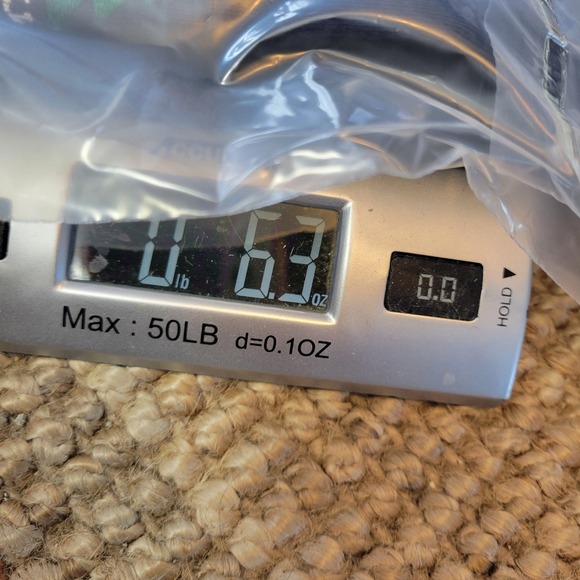 0 lb 6.3 oz
0.0
HOLD ▼
Max : 50LB d=0.1OZ